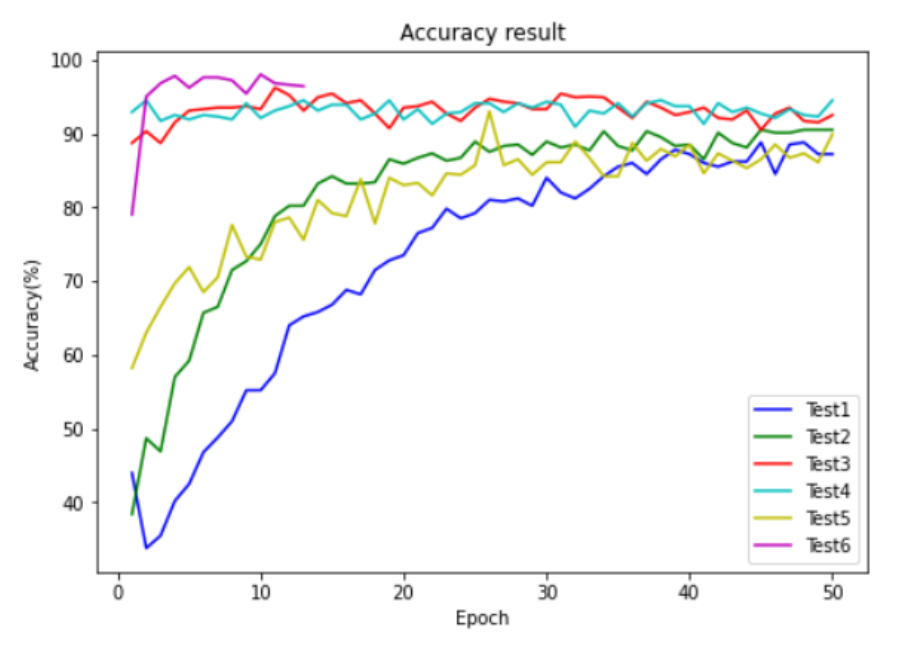 Accuracy result
100
90
80
70
60
50
40
Accuracy(%)
0 10 20 30 40 50
Epoch
Test1
Test2
Test3
Test4
Test5
Test6